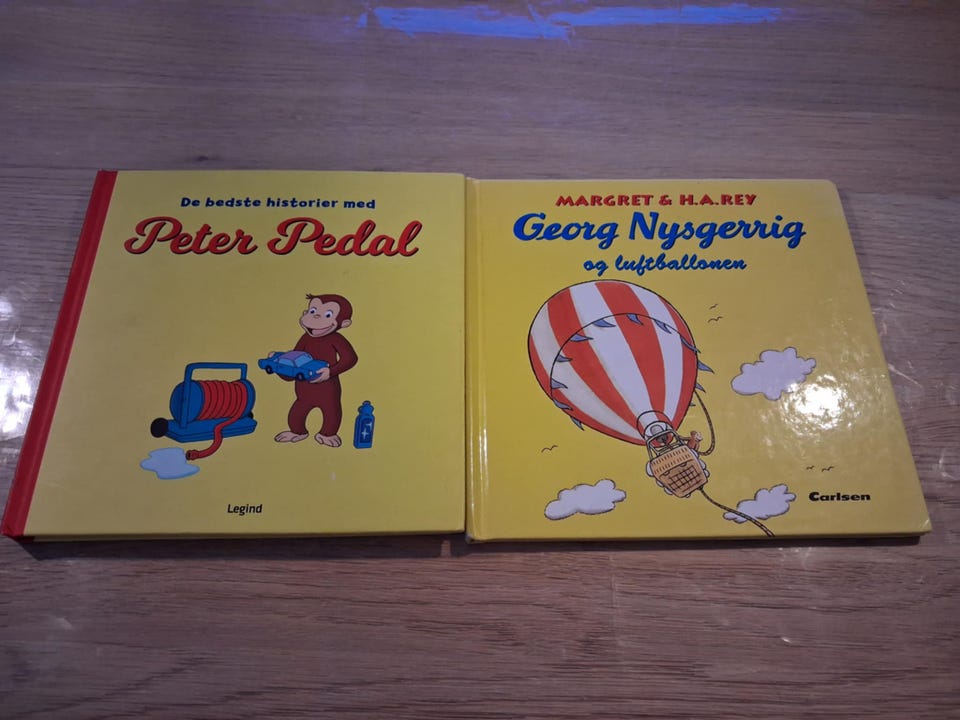 De bedste historier med
Peter Pedal
Legind
MARGRET & H.A.REY
Georg Nysgerrig
og luftballonen
Carlsen